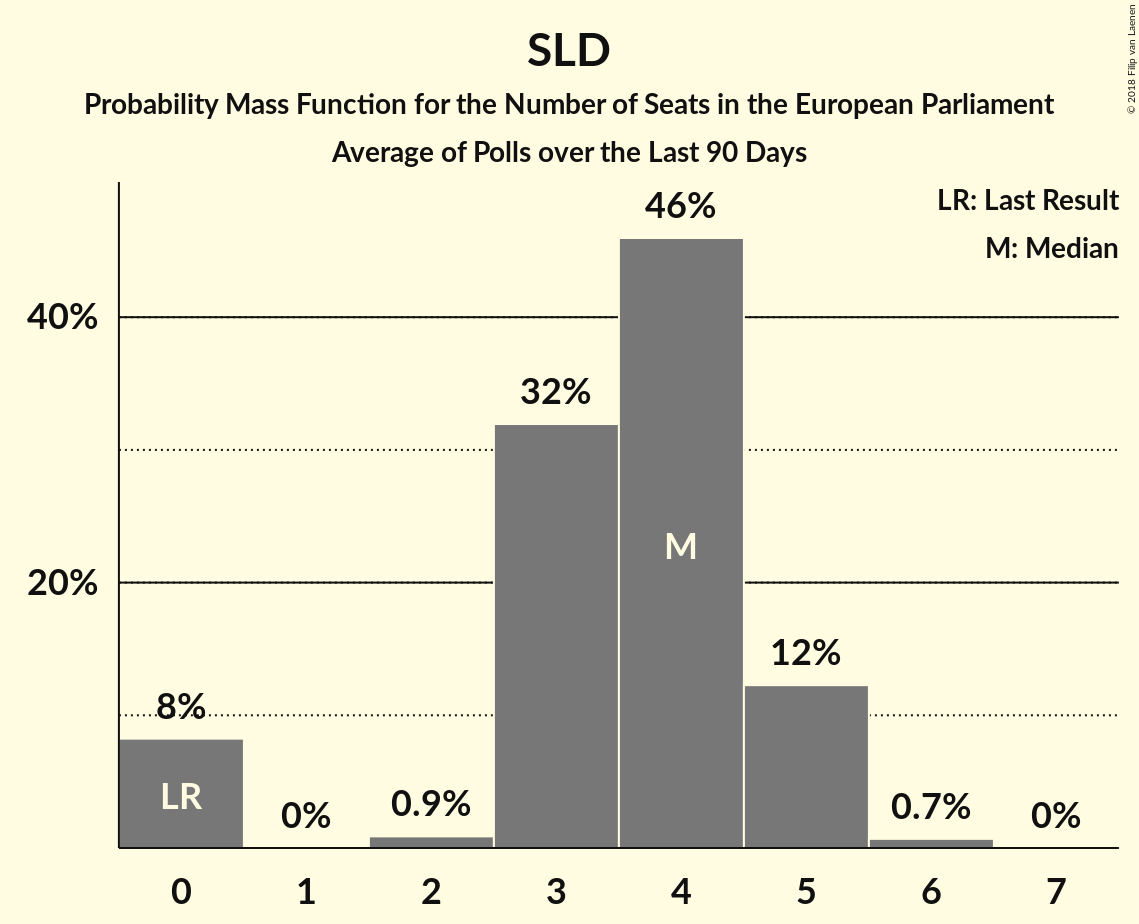 SLD
Probability Mass Function for the Number of Seats in the European Parliament
Average of Polls over the Last 90 Days
© 2018 Filip van Laenen
LR: Last Result
M: Median
46%
40%
32%
M
20%
12%
8%
LR
0%
0.9%
0.7%
0%
0 1 2 3 4 5 6 7